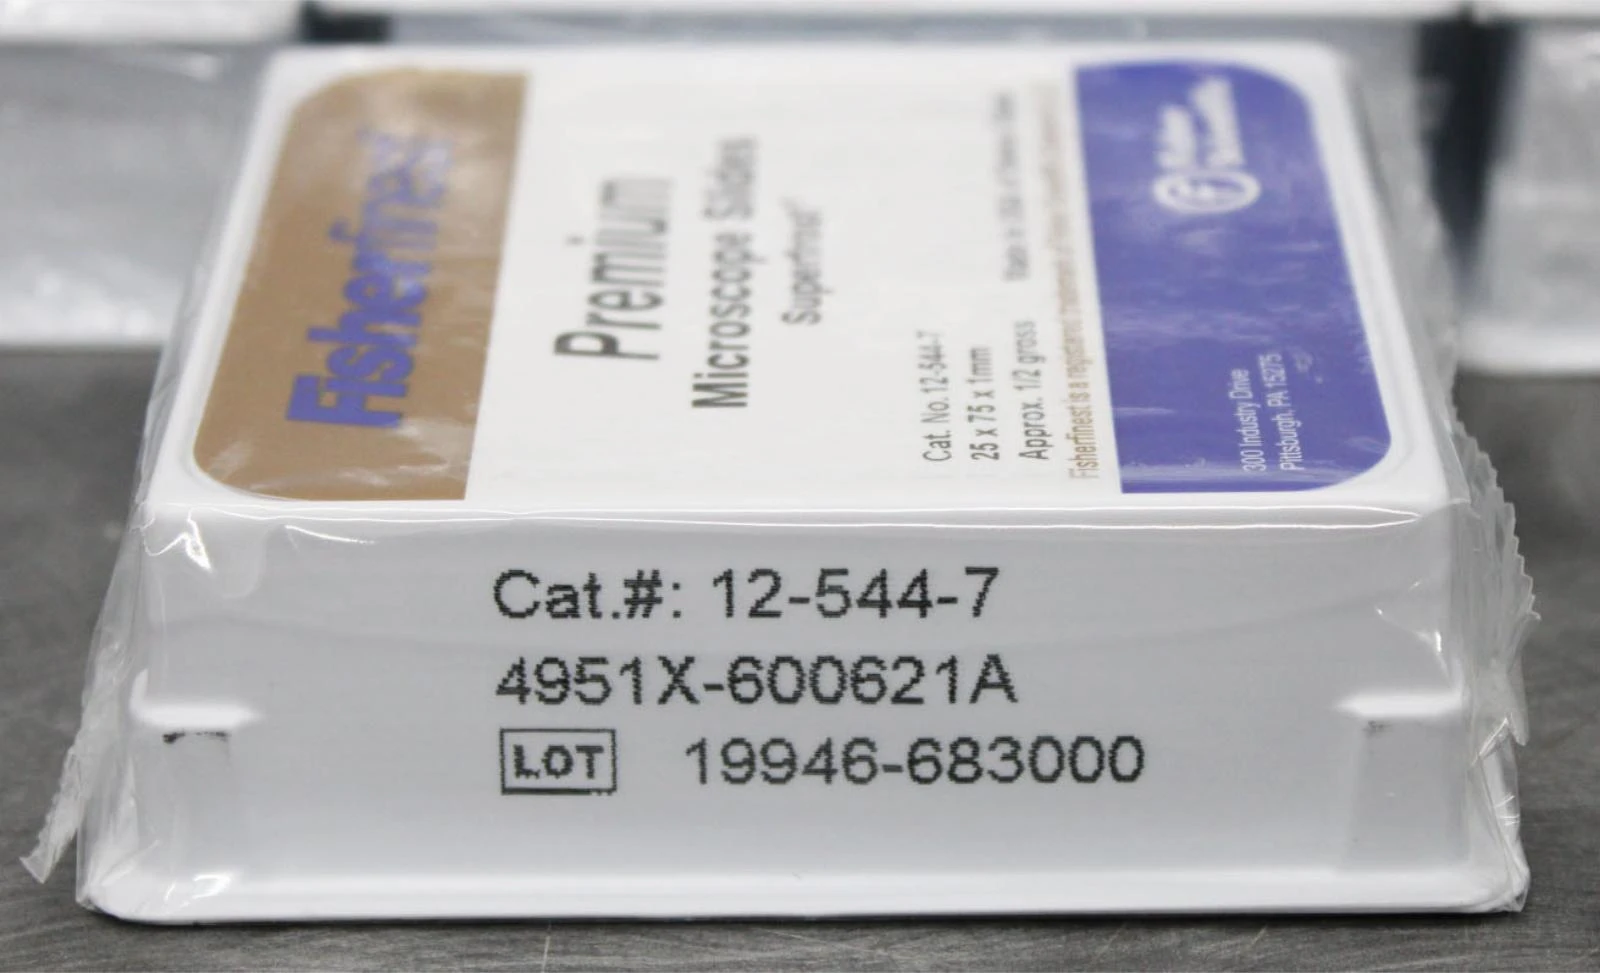 Fisherfinest
Premium
Microscope Slides
Superfrost
Cat. No. 12-544-7
25 x 75 x 1mm
Approx. 1/2 gross
Made in USA
Fisherfinest is a registered trademark of Fisher Scientific
Fisher
Scientific
300 Industry Drive
Pittsburgh, PA 15275
Cat.#: 12-544-7
4951X-600621A
LOT 19946-683000